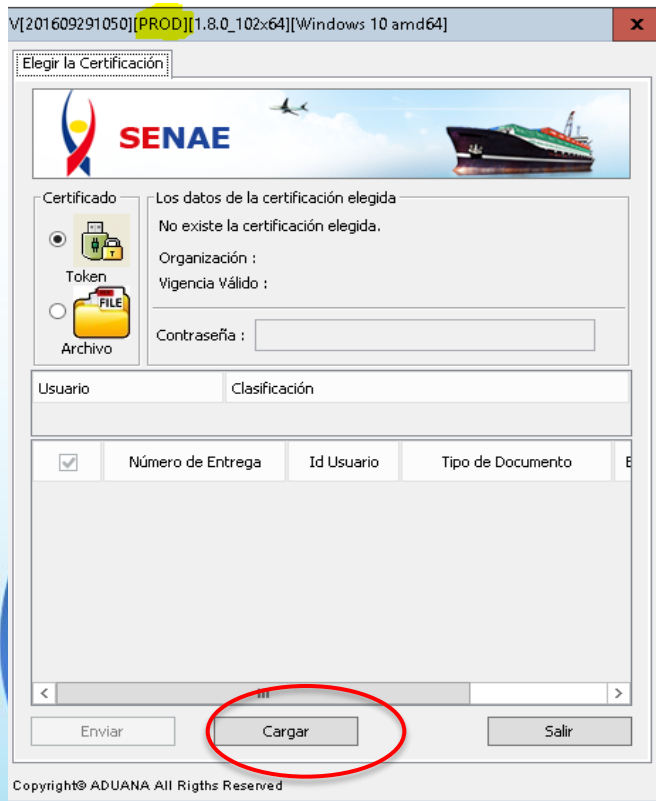 V[201609291050][PROD][1.8.0_102x64][Windows 10 amd64]
Elegir la Certificación
SENAE
Certificado
Token
FILE
Archivo
Los datos de la certificación elegida
No existe la certificación elegida.
Organización :
Vigencia Válido :
Contraseña :
Usuario Clasificación
Número de Entrega Id Usuario Tipo de Documento
Enviar Cargar Salir
Copyright© ADUANA All Rigths Reserved